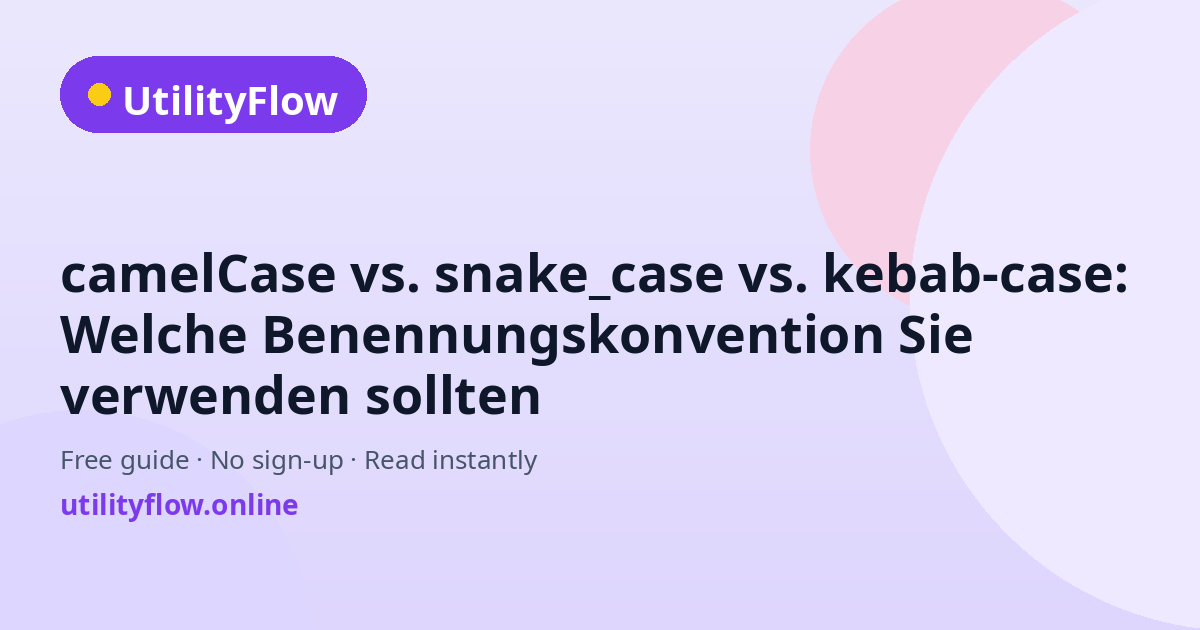 UtilityFlow
camelCase vs. snake_case vs. kebab-case:
Welche Benennungskonvention Sie
verwenden sollten
Free guide · No sign-up · Read instantly
utilityflow.online